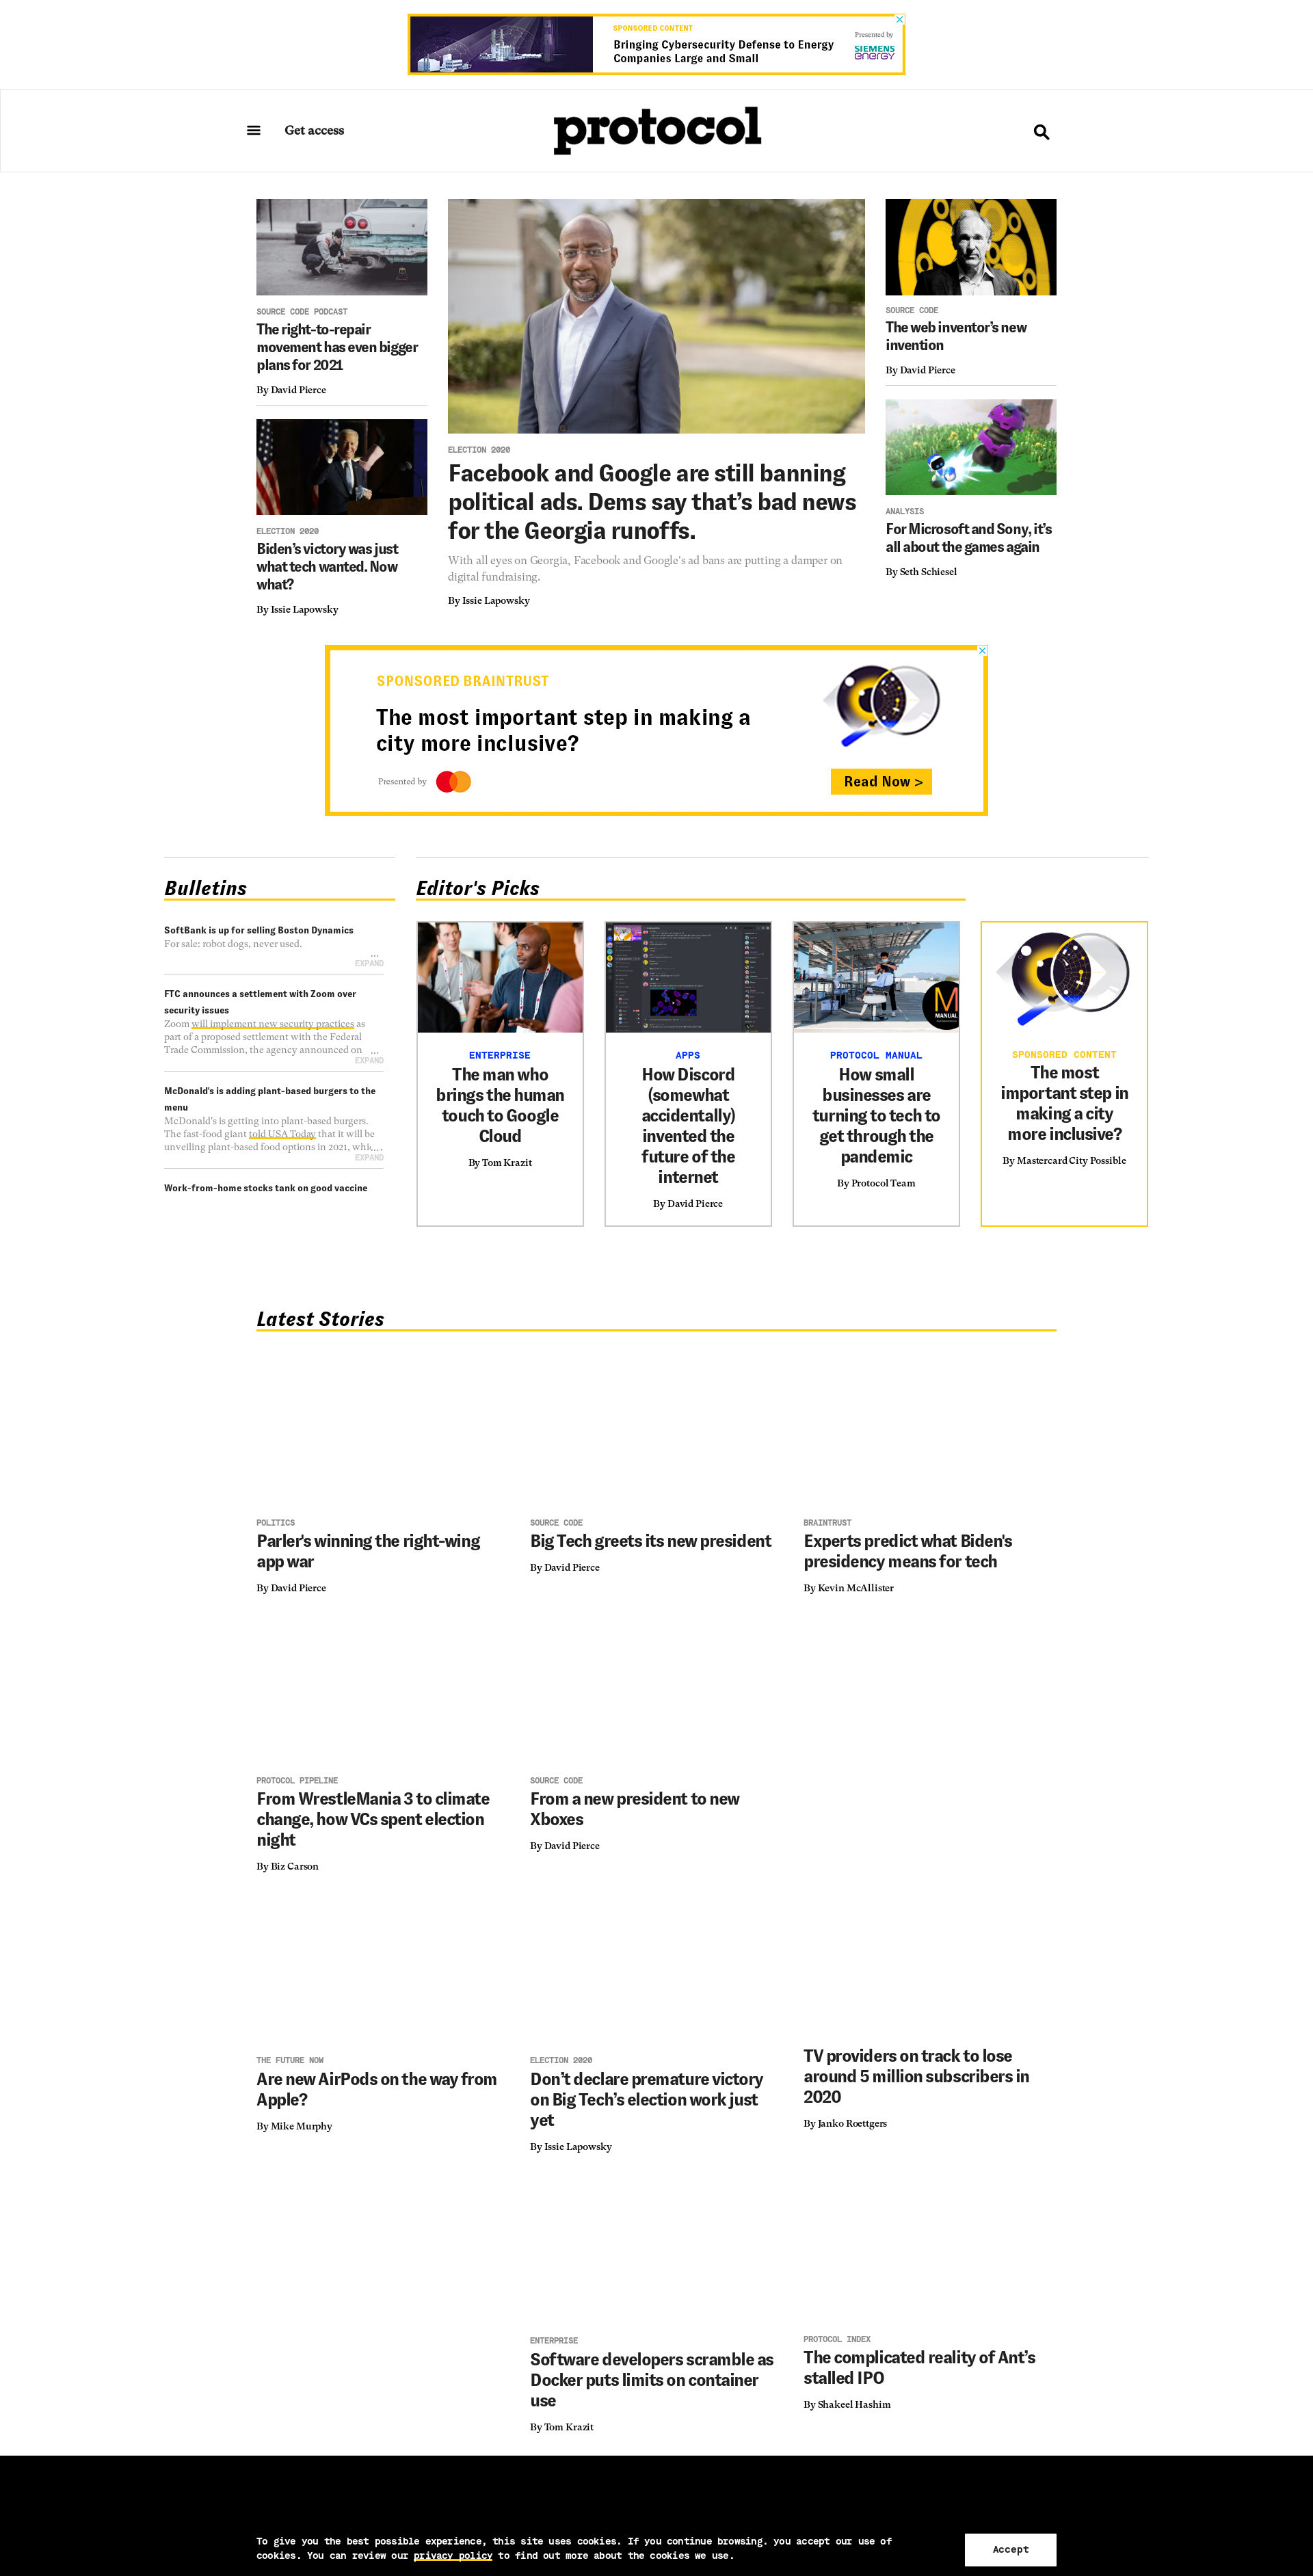 SPONSORED CONTENT
Bringing Cybersecurity Defense to Energy
Companies Large and Small
Presented by
SIEMENS
energy
Get access
protocol
SOURCE CODE PODCAST
The right-to-repair
movement has even bigger
plans for 2021
By David Pierce
ELECTION 2020
Biden’s victory was just
what tech wanted. Now
what?
By Issie Lapowsky
ELECTION 2020
Facebook and Google are still banning
political ads. Dems say that’s bad news
for the Georgia runoffs.
With all eyes on Georgia, Facebook and Google's ad bans are putting a damper on
digital fundraising.
By Issie Lapowsky
SOURCE CODE
The web inventor’s new
invention
By David Pierce
ANALYSIS
For Microsoft and Sony, it’s
all about the games again
By Seth Schiesel
SPONSORED BRAINTRUST
The most important step in making a
city more inclusive?
Presented by
Read Now >
Bulletins
SoftBank is up for selling Boston Dynamics
For sale: robot dogs, never used.
...
EXPAND
FTC announces a settlement with Zoom over
security issues
Zoom will implement new security practices as
part of a proposed settlement with the Federal
Trade Commission, the agency announced on ...
EXPAND
McDonald's is adding plant-based burgers to the
menu
McDonald's is getting into plant-based burgers.
The fast-food giant told USA Today that it will be
unveiling plant-based food options in 2021,
EXPAND
Work-from-home stocks tank on good vaccine
Editor's Picks
ENTERPRISE
The man who
brings the human
touch to Google
Cloud
By Tom Krazit
APPS
How Discord
(somewhat
accidentally)
invented the
future of the
internet
By David Pierce
M
MANUAL
PROTOCOL MANUAL
How small
businesses are
turning to tech to
get through the
pandemic
By Protocol Team
SPONSORED CONTENT
The most
important step in
making a city
more inclusive?
By Mastercard City Possible
Latest Stories
POLITICS
Parler's winning the right-wing
app war
By David Pierce
SOURCE CODE
Big Tech greets its new president
By David Pierce
BRAINTRUST
Experts predict what Biden's
presidency means for tech
By Kevin McAllister
PROTOCOL PIPELINE
From WrestleMania 3 to climate
change, how VCs spent election
night
By Biz Carson
SOURCE CODE
From a new president to new
Xboxes
By David Pierce
THE FUTURE NOW
Are new AirPods on the way from
Apple?
By Mike Murphy
ELECTION 2020
Don’t declare premature victory
on Big Tech’s election work just
yet
By Issie Lapowsky
TV providers on track to lose
around 5 million subscribers in
2020
By Janko Roettgers
ENTERPRISE
Software developers scramble as
Docker puts limits on container
use
By Tom Krazit
PROTOCOL INDEX
The complicated reality of Ant’s
stalled IPO
By Shakeel Hashim
To give you the best possible experience, this site uses cookies. If you continue browsing. you accept our use of
cookies. You can review our privacy policy to find out more about the cookies we use.
Accept